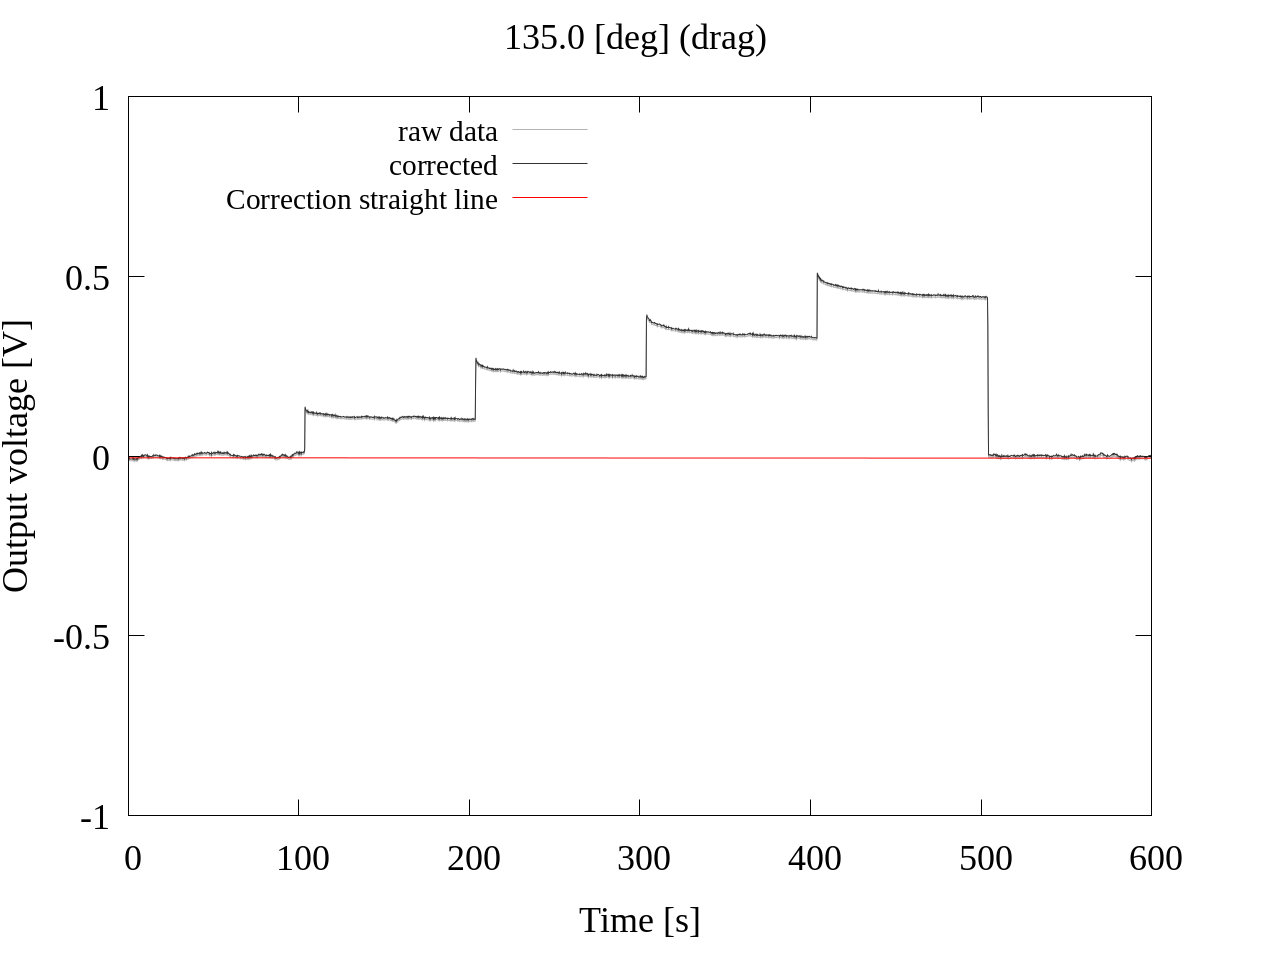 135.0 [deg] (drag)
1
raw data
corrected
Correction straight line
0.5
0
-0.5
-1
Output voltage [V]
0 100 200 300 400 500 600
Time [s]